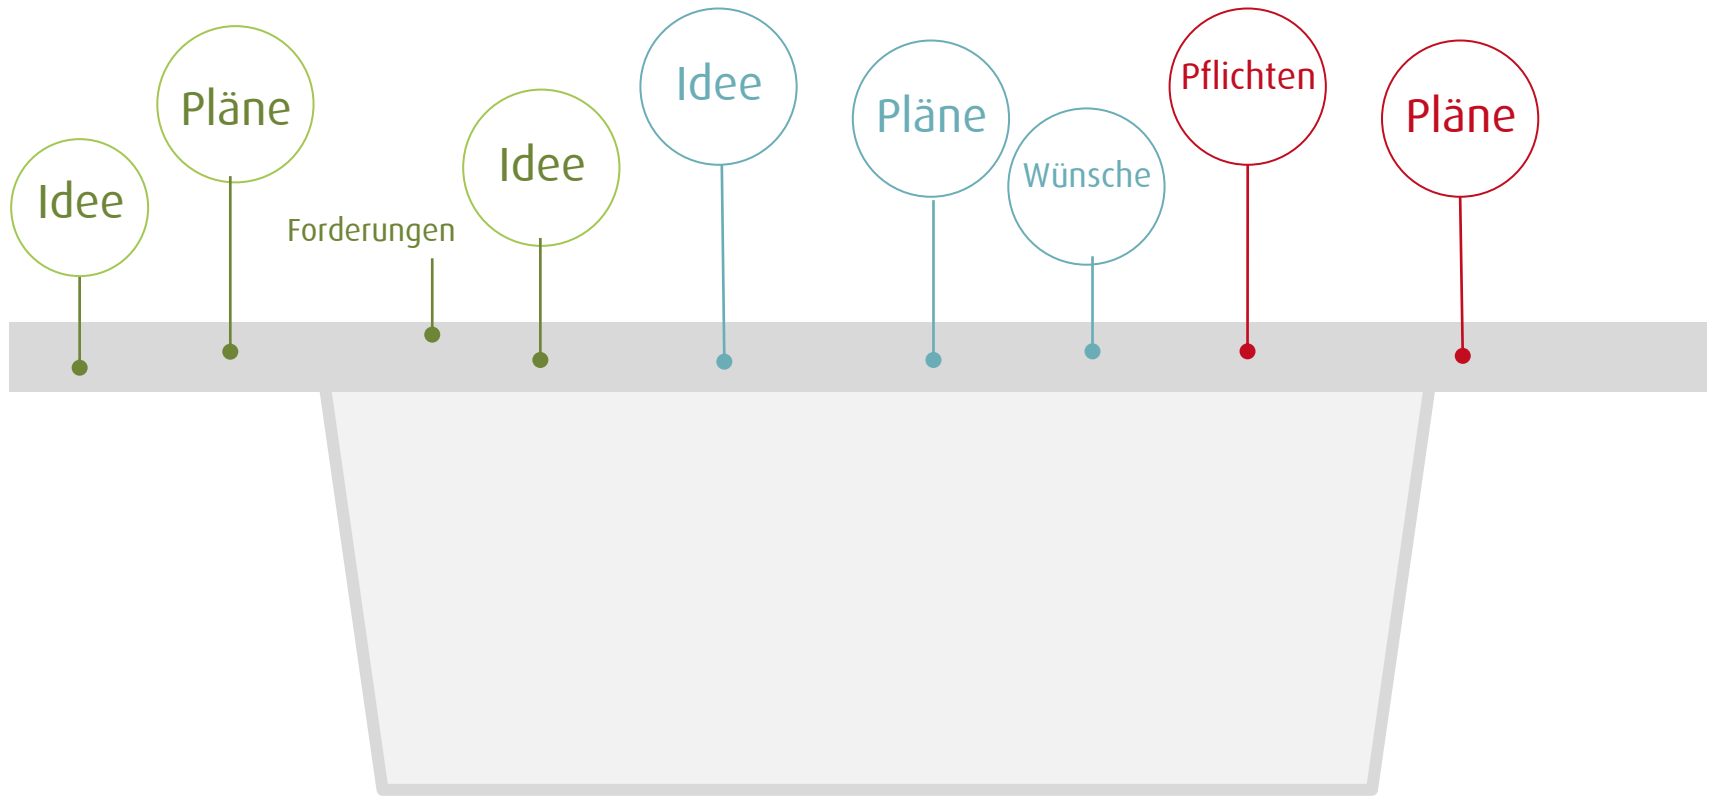 Idee
Pläne
Forderungen
Idee
Idee
Pläne
Wünsche
Pflichten
Pläne